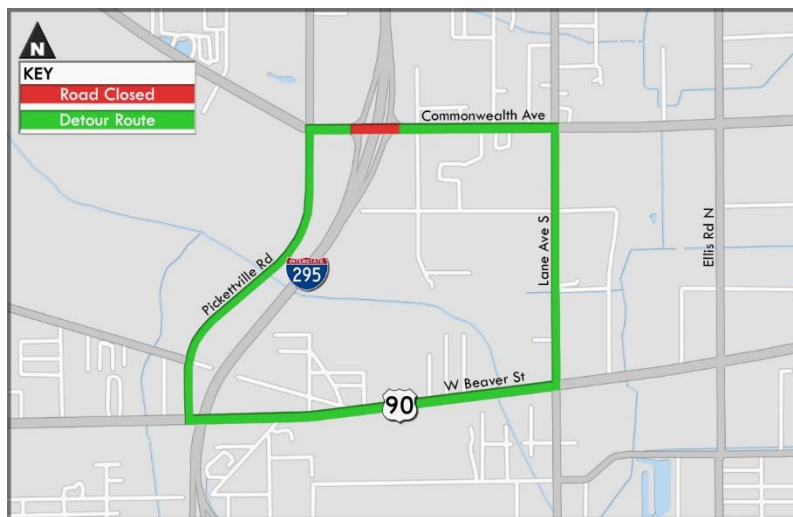 N
KEY
Road Closed
Detour Route
Commonwealth Ave
Lane Ave S
Ellis Rd N
Pickettville Rd
INTERSTATE
295
W Beaver St
90